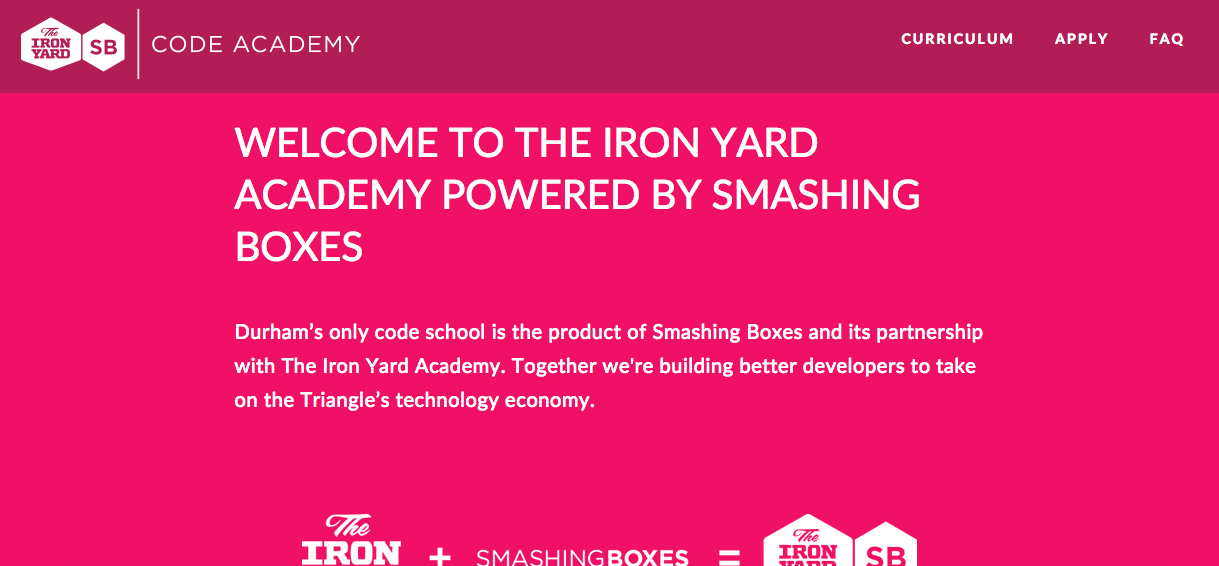 The
IRON
YARD
SB
CODE ACADEMY
CURRICULUM APPLY FAQ
WELCOME TO THE IRON YARD
ACADEMY POWERED BY SMASHING
BOXES
Durham’s only code school is the product of Smashing Boxes and its partnership
with The Iron Yard Academy. Together we're building better developers to take
on the Triangle’s technology economy.
The
IRON
+
SMASHINGBOXES
=
The
IRON
YARD
SB